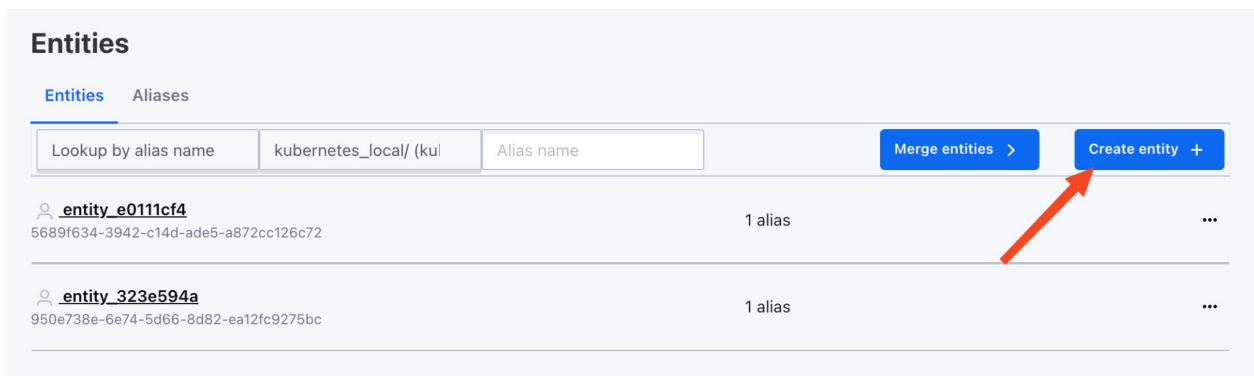 Entities
Entities Aliases
Lookup by alias name kubernetes_local/ (ku Alias name Merge entities Create entity +
entity_e0111cf4 1 alias
5689f634-3942-c14d-ade5-a872cc126c72
entity_323e594a 1 alias
950e738e-6e74-5d66-8d82-ea12fc9275bc